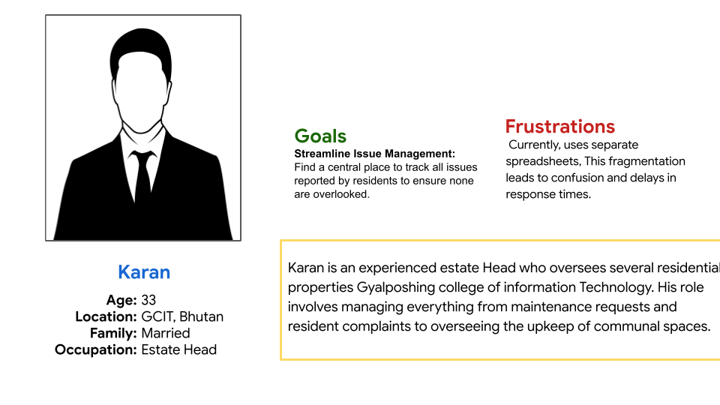 Goals
Streamline Issue Management:
Find a central place to track all issues
reported by residents to ensure none
are overlooked.
Frustrations
Currently, uses separate
spreadsheets, This fragmentation
leads to confusion and delays in
response times.
Karan
Age: 33
Location: GCIT, Bhutan
Family: Married
Occupation: Estate Head
Karan is an experienced estate Head who oversees several residential
properties Gyalposhing college of information Technology. His role
involves managing everything from maintenance requests and
resident complaints to overseeing the upkeep of communal spaces.